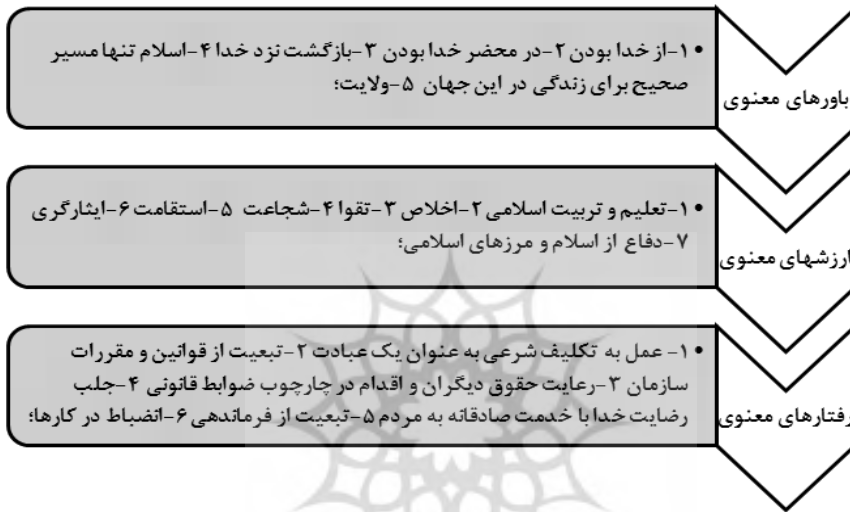 • ۱-از خدا بودن ۲-در محضر خدا بودن ۳-بازگشت نزد خدا ۴-اسلام تنها مسیر
صحیح برای زندگی در این جهان ۵-ولایت؛
باورهای معنوی
• ۱-تعلیم و تربیت اسلامی ۲-اخلاص ۳-تقوا ۴-شجاعت ۵-استقامت ۶-ایثارگری
۷-دفاع از اسلام و مرزهای اسلامی؛
ارزشهای معنوی
• ۱- عمل به تکلیف شرعی به عنوان یک عبادت ۲-تبعیت از قوانین و مقررات
سازمان ۳-رعایت حقوق دیگران و اقدام در چارچوب ضوابط قانونی ۴-جلب
رضایت خدا با خدمت صادقانه به مردم ۵-تبعیت از فرماندهی ۶-انضباط در کارها؛
رفتارهای معنوی